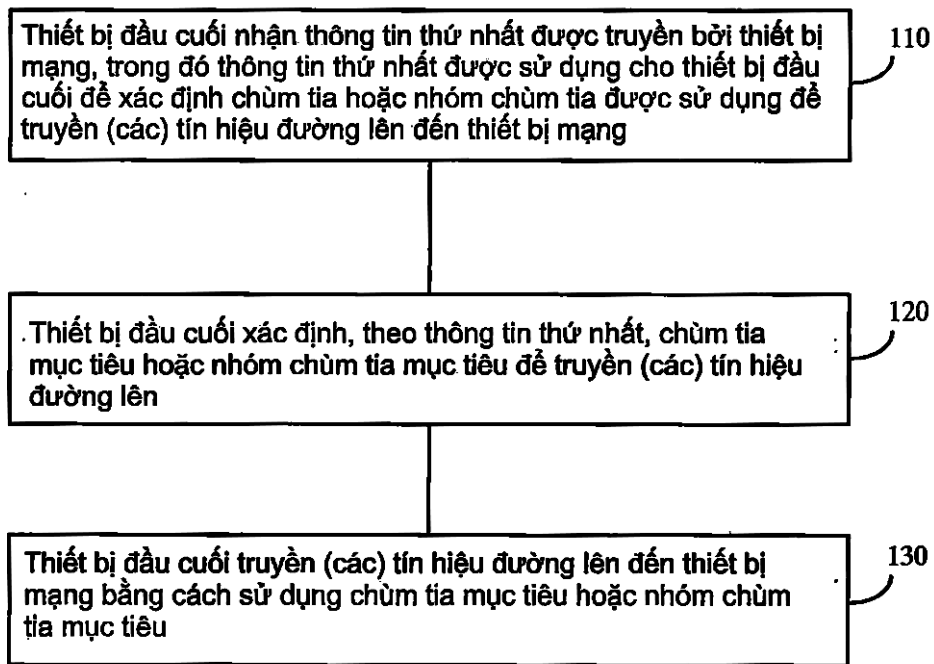 Thiết bị đầu cuối nhận thông tin thứ nhất được truyền bởi thiết bị
mạng, trong đó thông tin thứ nhất được sử dụng cho thiết bị đầu
cuối để xác định chùm tia hoặc nhóm chùm tia được sử dụng để
truyền (các) tín hiệu đường lên đến thiết bị mạng
110
Thiết bị đầu cuối xác định, theo thông tin thứ nhất, chùm tia
mục tiêu hoặc nhóm chùm tia mục tiêu để truyền (các) tín hiệu
đường lên
120
Thiết bị đầu cuối truyền (các) tín hiệu đường lên đến thiết bị
mạng bằng cách sử dụng chùm tia mục tiêu hoặc nhóm chùm
tia mục tiêu
130